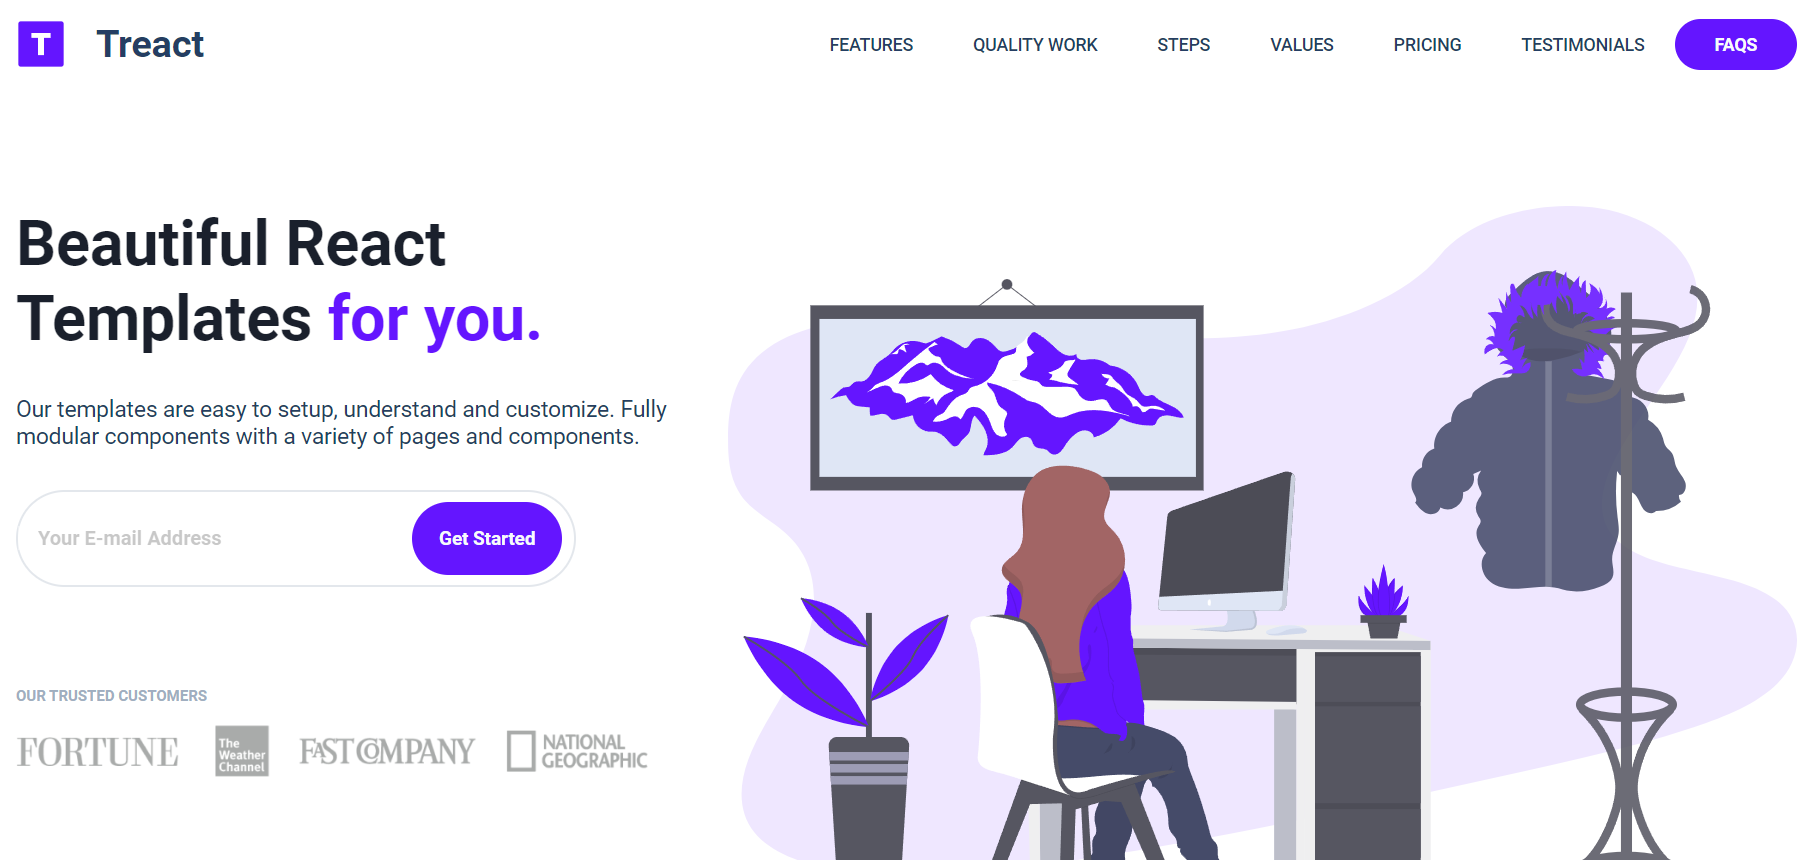 T
Treact
FEATURES
QUALITY WORK
STEPS
VALUES
PRICING
TESTIMONIALS
FAQS
Beautiful React
Templates for you.
Our templates are easy to setup, understand and customize. Fully
modular components with a variety of pages and components.
Your E-mail Address
Get Started
OUR TRUSTED CUSTOMERS
FORTUNE
The
Weather
Channel
FAST COMPANY
NATIONAL
GEOGRAPHIC